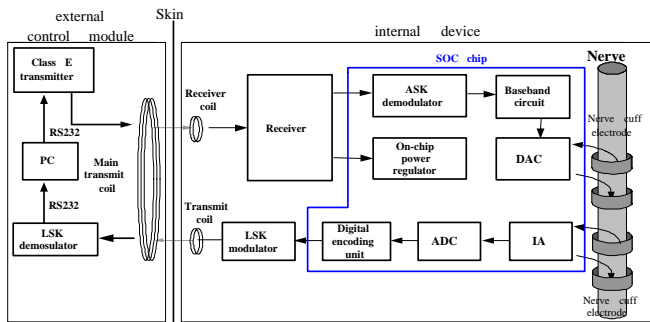 external
control module
Skin
internal device
Class E
transmitter
RS232
PC
RS232
LSK
demosulator
Main
transmit
coil
Receiver
coil
Transmit
coil
Receiver
LSK
modulator
SOC chip
ASK
demodulator
Baseband
circuit
On-chip
power
regulator
DAC
Digital
encoding
unit
ADC
IA
Nerve
Nerve cuff
electrode
Nerve cuff
electrode